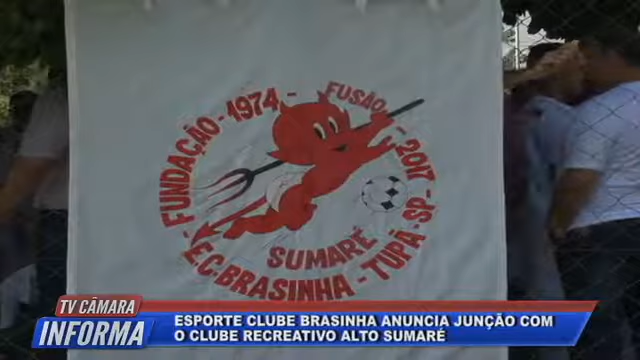 FUNDAÇÃO - 1974 - FUSÃO - 2017
SUMARÉ
- E.C. BRASINHA - TUPÃ - SP -
TV CÂMARA
INFORMA
ESPORTE CLUBE BRASINHA ANUNCIA JUNÇÃO COM
O CLUBE RECREATIVO ALTO SUMARÉ